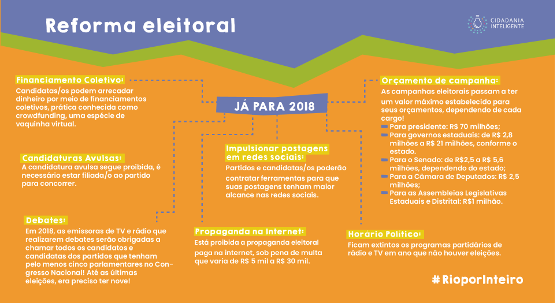 Reforma eleitoral
CIDADANIA
INTELIGENTE
Financiamento Coletivo:
Candidatas/os podem arrecadar
dinheiro por meio de financiamentos
coletivos, prática conhecida como
crowdfunding, uma espécie de
vaquinha virtual.
JÁ PARA 2018
Orçamento de campanha:
As campanhas eleitorais passam a ter
um valor máximo estabelecido para
seus orçamentos, dependendo de cada
cargo!
Para presidente: R$ 70 milhões;
Para governos estaduais: de R$ 2,8
milhões a R$ 21 milhões, conforme o
estado.
Para o Senado: de R$2,5 a R$ 5,6
milhões, dependendo do estado;
Para a Câmara de Deputados: R$ 2,5
milhões;
Para as Assembleias Legislativas
Estaduais e Distrital: R$1 milhão.
Candidaturas Avulsas:
A candidatura avulsa segue proibida, é
necessário estar filiada/o ao partido
para concorrer.
Impulsionar postagens
em redes sociais:
Partidos e candidatas/os poderão
contratar ferramentas para que
suas postagens tenham maior
alcance nas redes sociais.
Debates:
Em 2018, as emissoras de TV e rádio que
realizarem debates serão obrigadas a
chamar todos os candidatos e
candidatas dos partidos que tenham
pelo menos cinco parlamentares no Con-
gresso Nacional! Até as últimas
eleições, era preciso ter nove!
Propaganda na Internet:
Está proibida a propaganda eleitoral
paga na internet, sob pena de multa
que varia de R$ 5 mil a R$ 30 mil.
Horário Político:
Ficam extintos os programas partidários de
rádio e TV em ano que não houver eleições.
#RioporInteiro